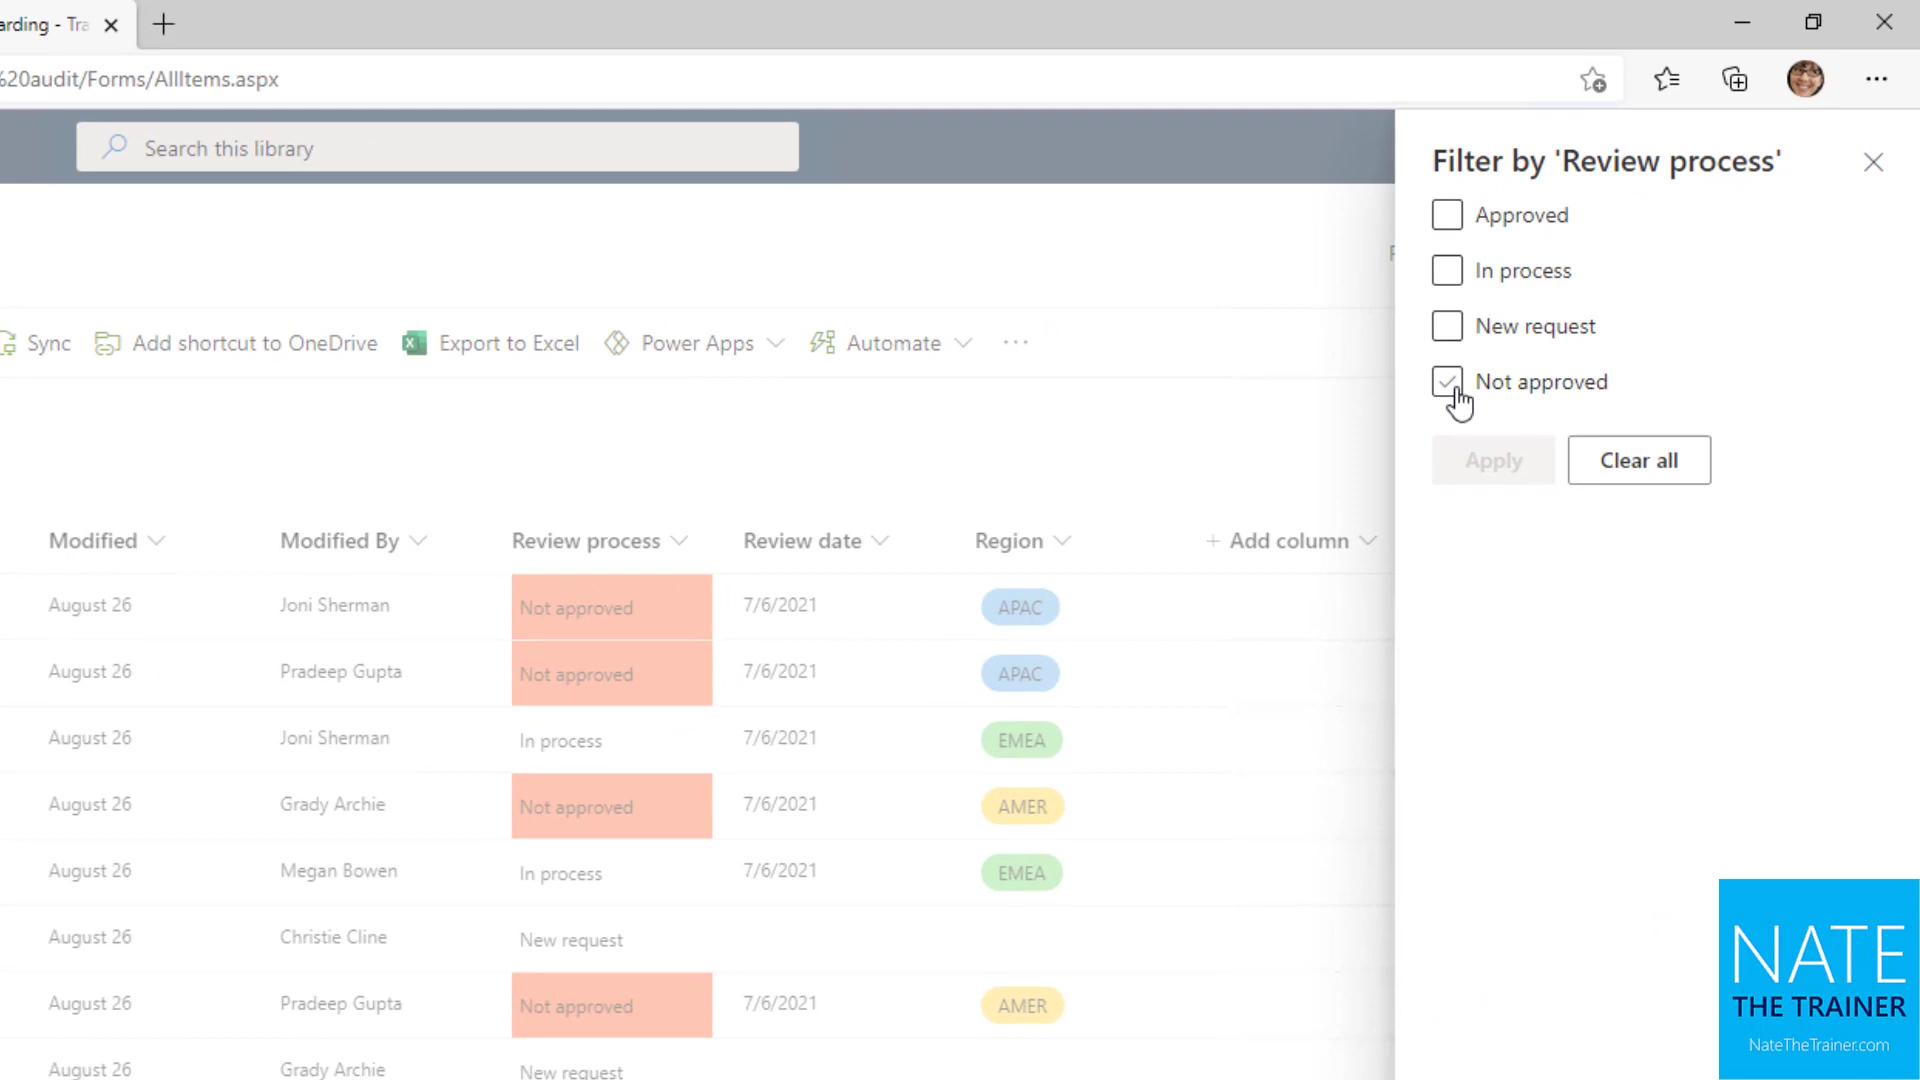 arding - Tra
%20audit/Forms/AllItems.aspx
Search this library
Filter by 'Review process'
Approved
In process
New request
Not approved
Apply
Clear all
Sync
Add shortcut to OneDrive
Export to Excel
Power Apps
Automate
Modified
Modified By
Review process
Review date
Region
+ Add column
August 26
Joni Sherman
Not approved
7/6/2021
APAC
August 26
Pradeep Gupta
Not approved
7/6/2021
APAC
August 26
Joni Sherman
In process
7/6/2021
EMEA
August 26
Grady Archie
Not approved
7/6/2021
AMER
August 26
Megan Bowen
In process
7/6/2021
EMEA
August 26
Christie Cline
New request
August 26
Pradeep Gupta
Not approved
7/6/2021
AMER
August 26
Grady Archie
New request
NATE
THE TRAINER
NateTheTrainer.com